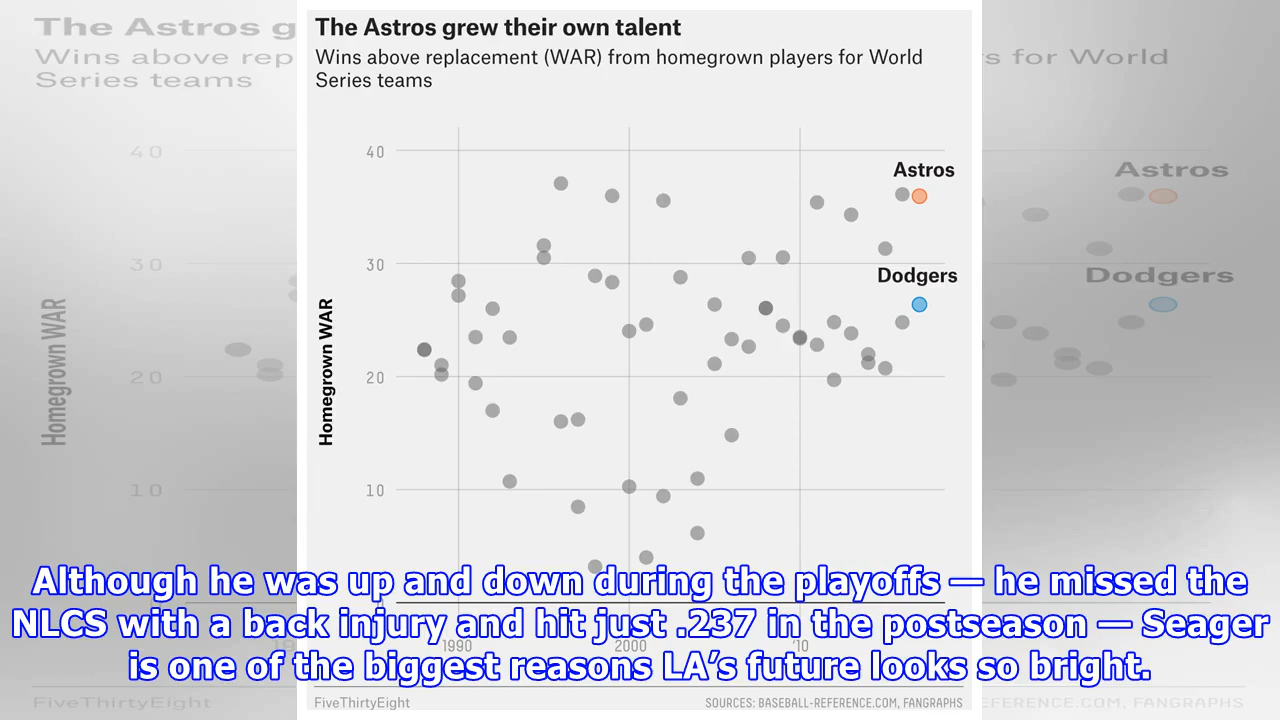 The Astros grew their own talent
Wins above replacement (WAR) from homegrown players for World
Series teams
40
Astros
30
Dodgers
Homegrown WAR
20
10
Although he was up and down during the playoffs — he missed the
NLCS with a back injury and hit just .237 in the postseason — Seager
is one of the biggest reasons LA’s future looks so bright.
1990
2000
'10
FiveThirtyEight
SOURCES: BASEBALL-REFERENCE.COM, FANGRAPHS